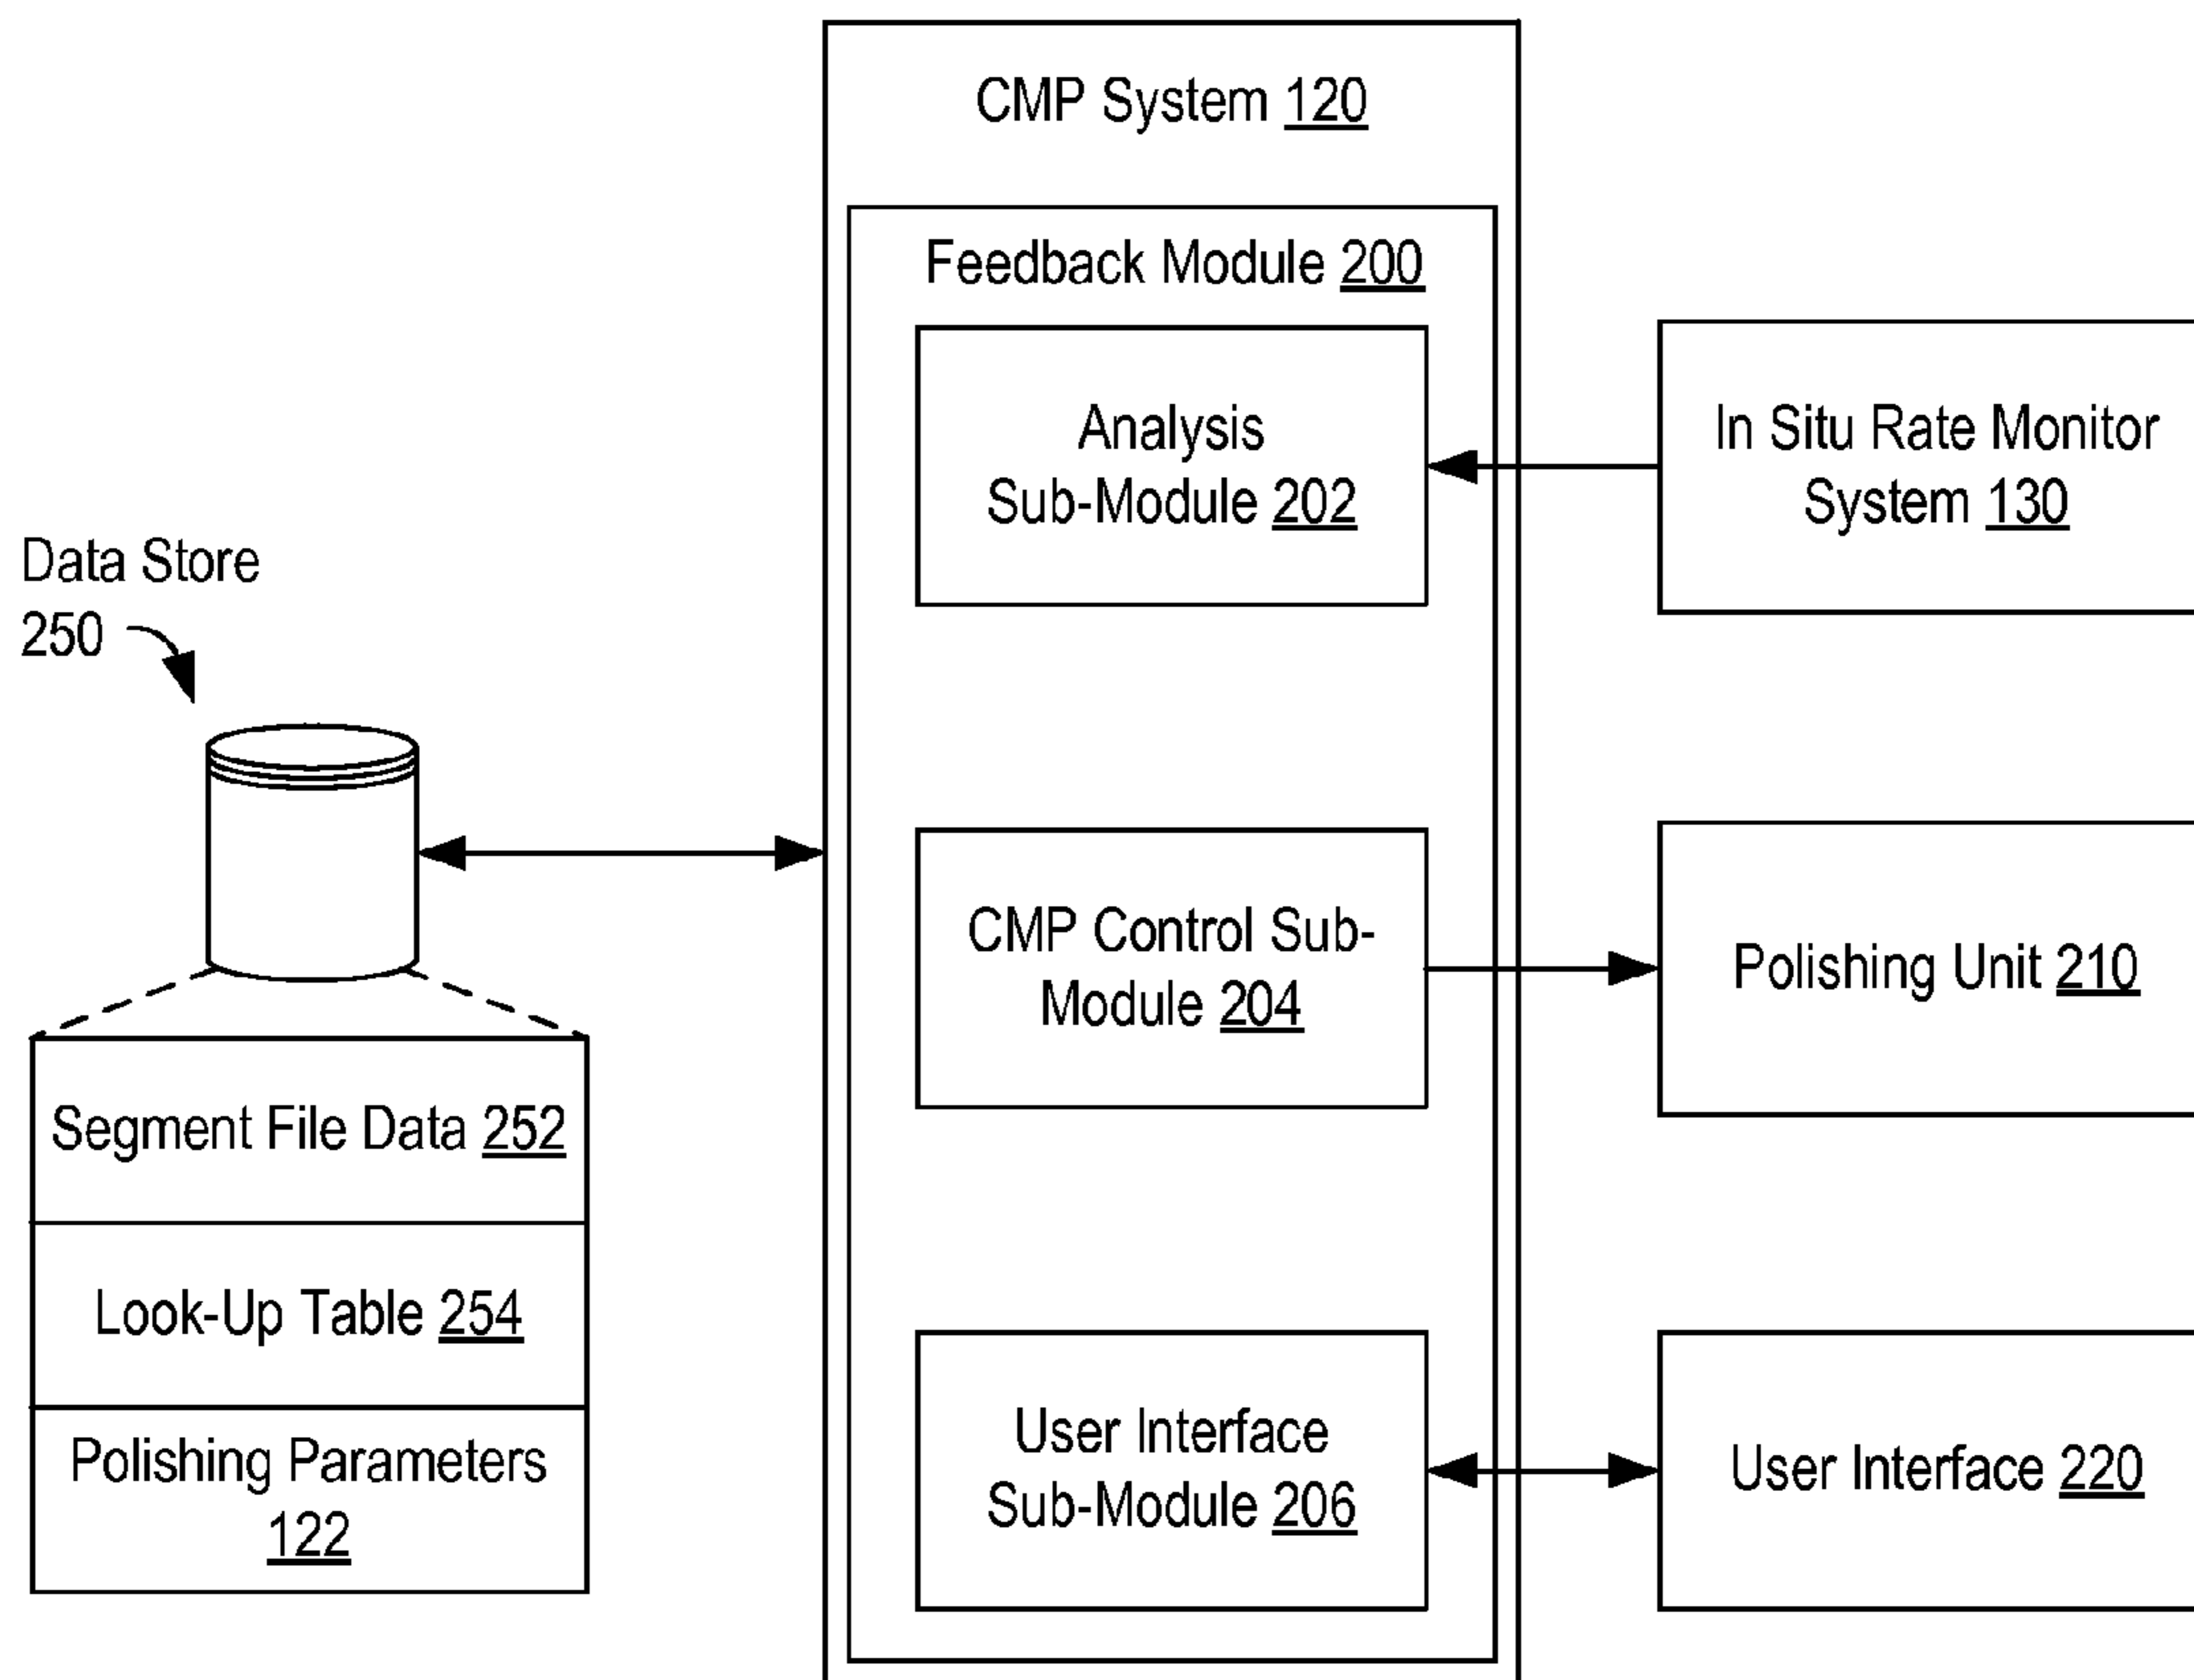 CMP System 120
Feedback Module 200
Analysis
Sub-Module 202
In Situ Rate Monitor
System 130
Data Store
250
CMP Control Sub-
Module 204
Polishing Unit 210
Segment File Data 252
Look-Up Table 254
Polishing Parameters
122
User Interface
Sub-Module 206
User Interface 220